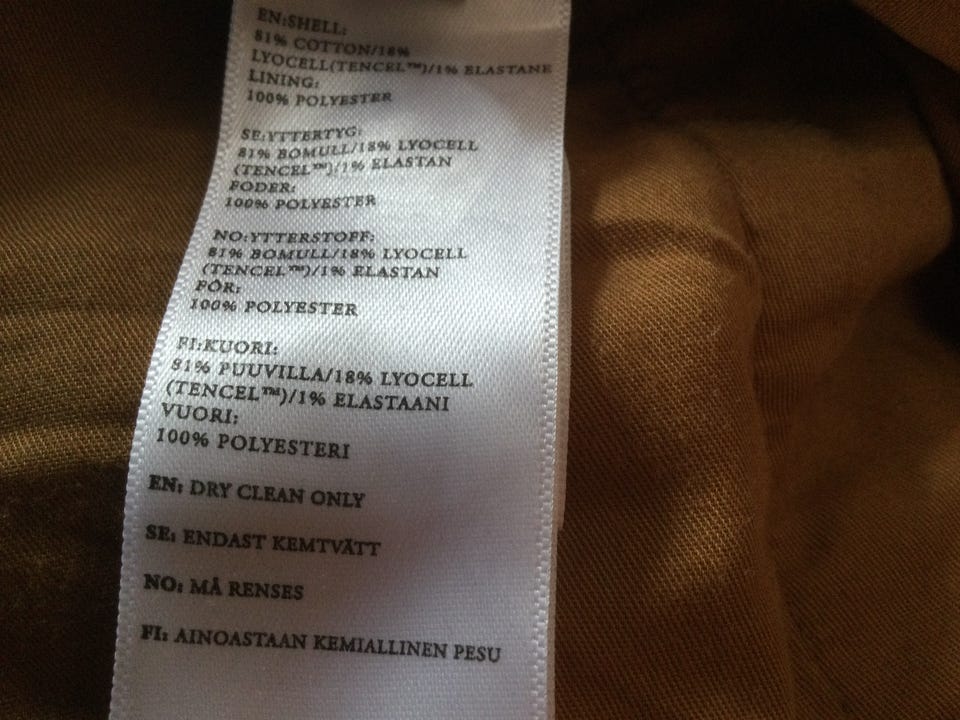 EN:SHELL:
81% COTTON/18%
LYOCELL(TENCEL™)/1% ELASTANE
LINING:
100% POLYESTER
SE:YTTERTYG:
81% BOMULL/18% LYOCELL
(TENCEL™)/1% ELASTAN
FODER:
100% POLYESTER
NO:YTTERSTOFF:
81% BOMULL/18% LYOCELL
(TENCEL™)/1% ELASTAN
FÔR:
100% POLYESTER
FI:KUORI:
81% PUUVILLA/18% LYOCELL
(TENCEL™)/1% ELASTAANI
VUORI:
100% POLYESTERI
EN: DRY CLEAN ONLY
SE: ENDAST KEMTVÄTT
NO: MÅ RENSES
FI: AINOASTAAN KEMIALLINEN PESU